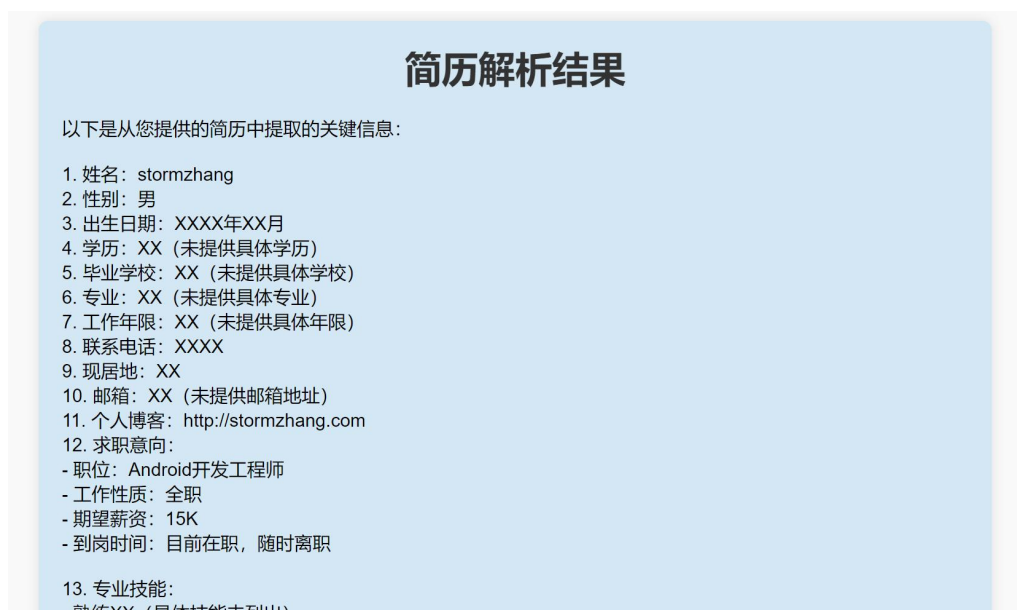 简历解析结果
以下是从您提供的简历中提取的关键信息：
1. 姓名：stormzhang
2. 性别：男
3. 出生日期：XXXX年XX月
4. 学历：XX（未提供具体学历）
5. 毕业学校：XX（未提供具体学校）
6. 专业：XX（未提供具体专业）
7. 工作年限：XX（未提供具体年限）
8. 联系电话：XXXX
9. 现居地：XX
10. 邮箱：XX（未提供邮箱地址）
11. 个人博客：http://stormzhang.com
12. 求职意向：
- 职位：Android开发工程师
- 工作性质：全职
- 期望薪资：15K
- 到岗时间：目前在职，随时离职
13. 专业技能：